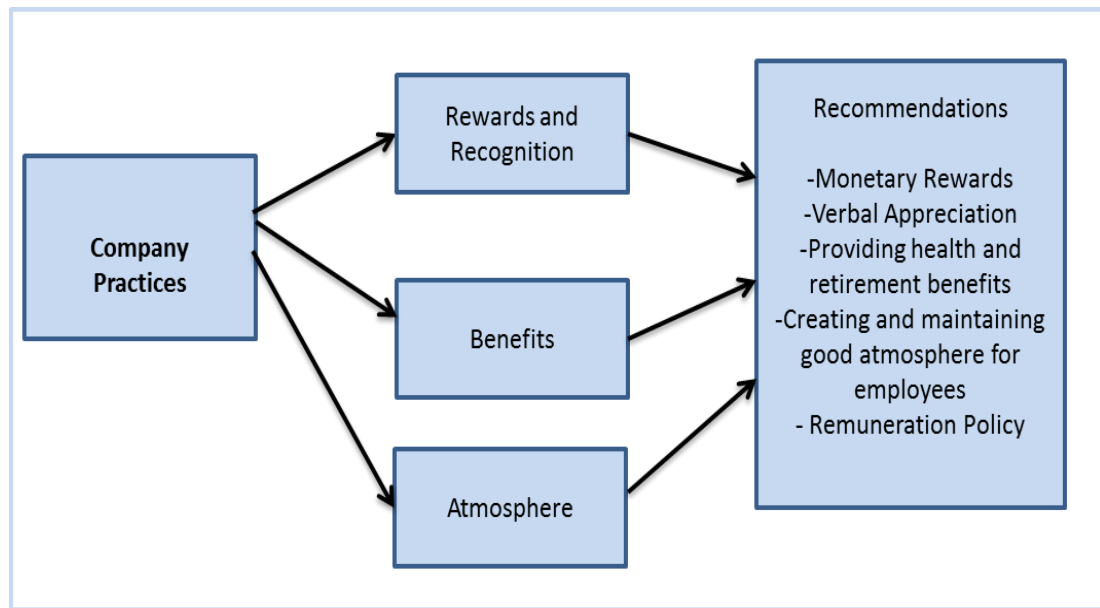 Company
Practices
Rewards and
Recognition
Benefits
Atmosphere
Recommendations
-Monetary Rewards
-Verbal Appreciation
-Providing health and
retirement benefits
-Creating and maintaining
good atmosphere for
employees
- Remuneration Policy